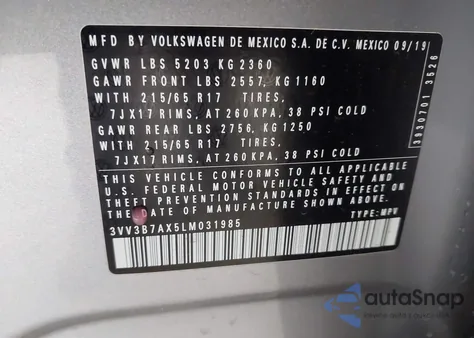 MFD BY VOLKSWAGEN DE MEXICO S.A. DE C.V. MEXICO 09/19
GVWR LBS 5203 KG 2360
GAWR FRONT LBS 2557, KG 1160
WITH 215/65 R17 TIRES,
7JX17 RIMS, AT 260 KPA, 38 PSI COLD
GAWR REAR LBS 2756, KG 1250
WITH 215/65 R17 TIRES,
7JX17 RIMS, AT 260 KPA, 38 PSI COLD
THIS VEHICLE CONFORMS TO ALL APPLICABLE
U.S. FEDERAL MOTOR VEHICLE SAFETY AND
THEFT PREVENTION STANDARDS IN EFFECT ON
THE DATE OF MANUFACTURE SHOWN ABOVE.
3VV3B7AX5LM031985
TYPE: MPV
3930701 3526
autoSnap